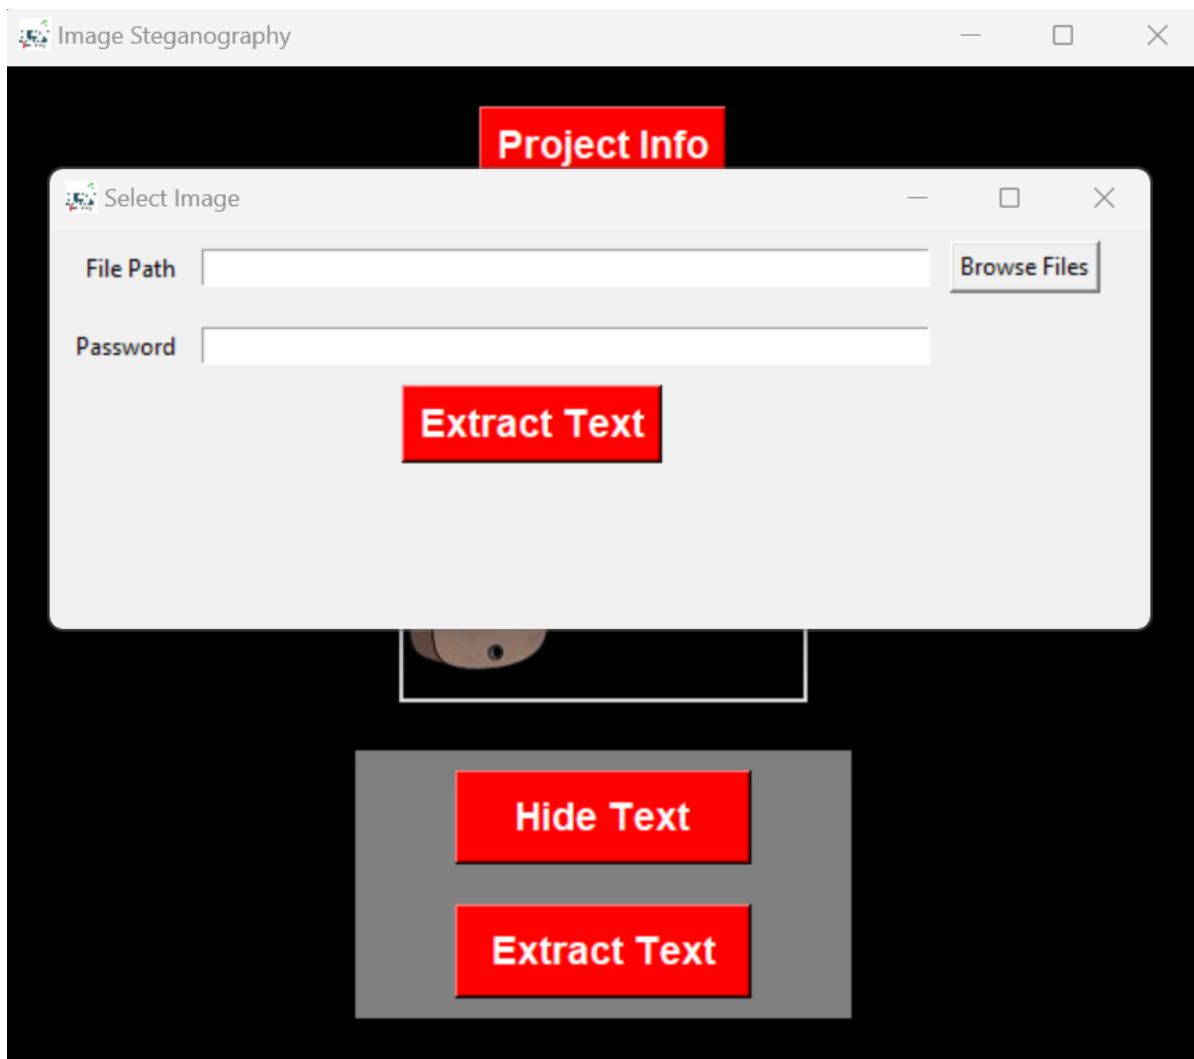 Image Steganography
Project Info
Select Image
File Path
Browse Files
Password
Extract Text
Hide Text
Extract Text